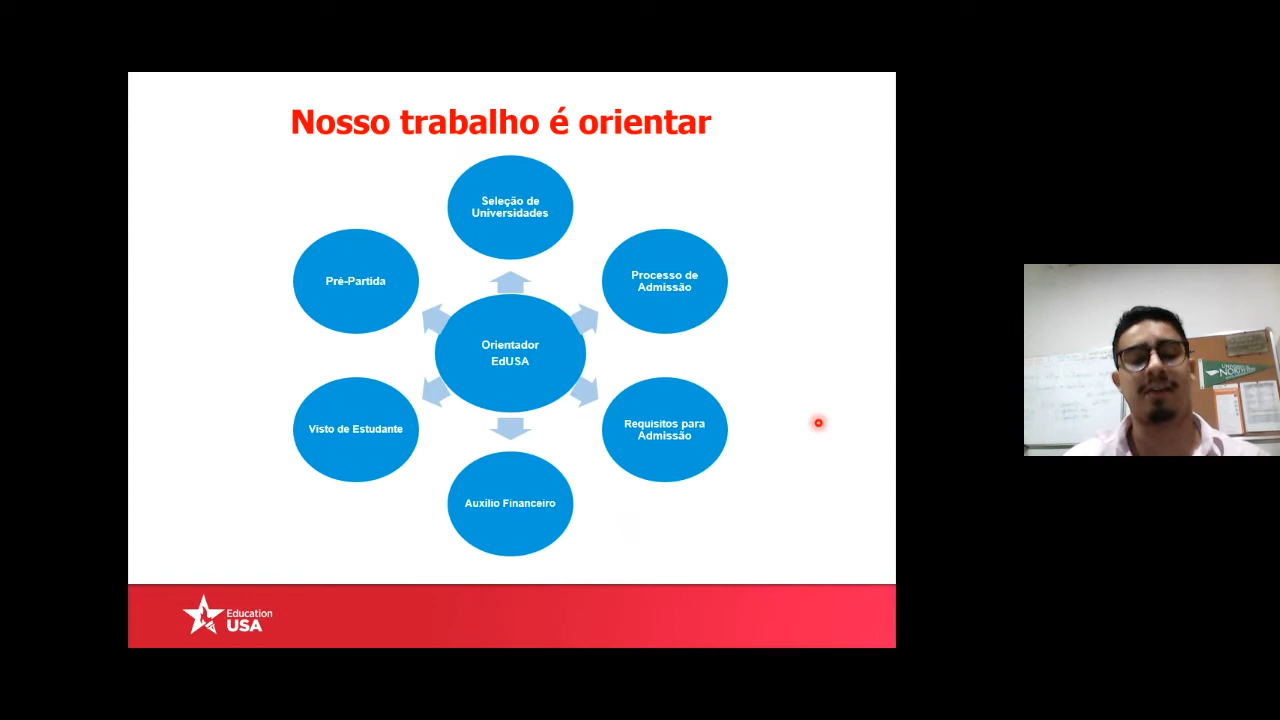 Nosso trabalho é orientar
Seleção de
Universidades
Pré-Partida
Processo de
Admissão
Orientador
EdUSA
Visto de Estudante
Requisitos para
Admissão
Auxílio Financeiro
Education
USA